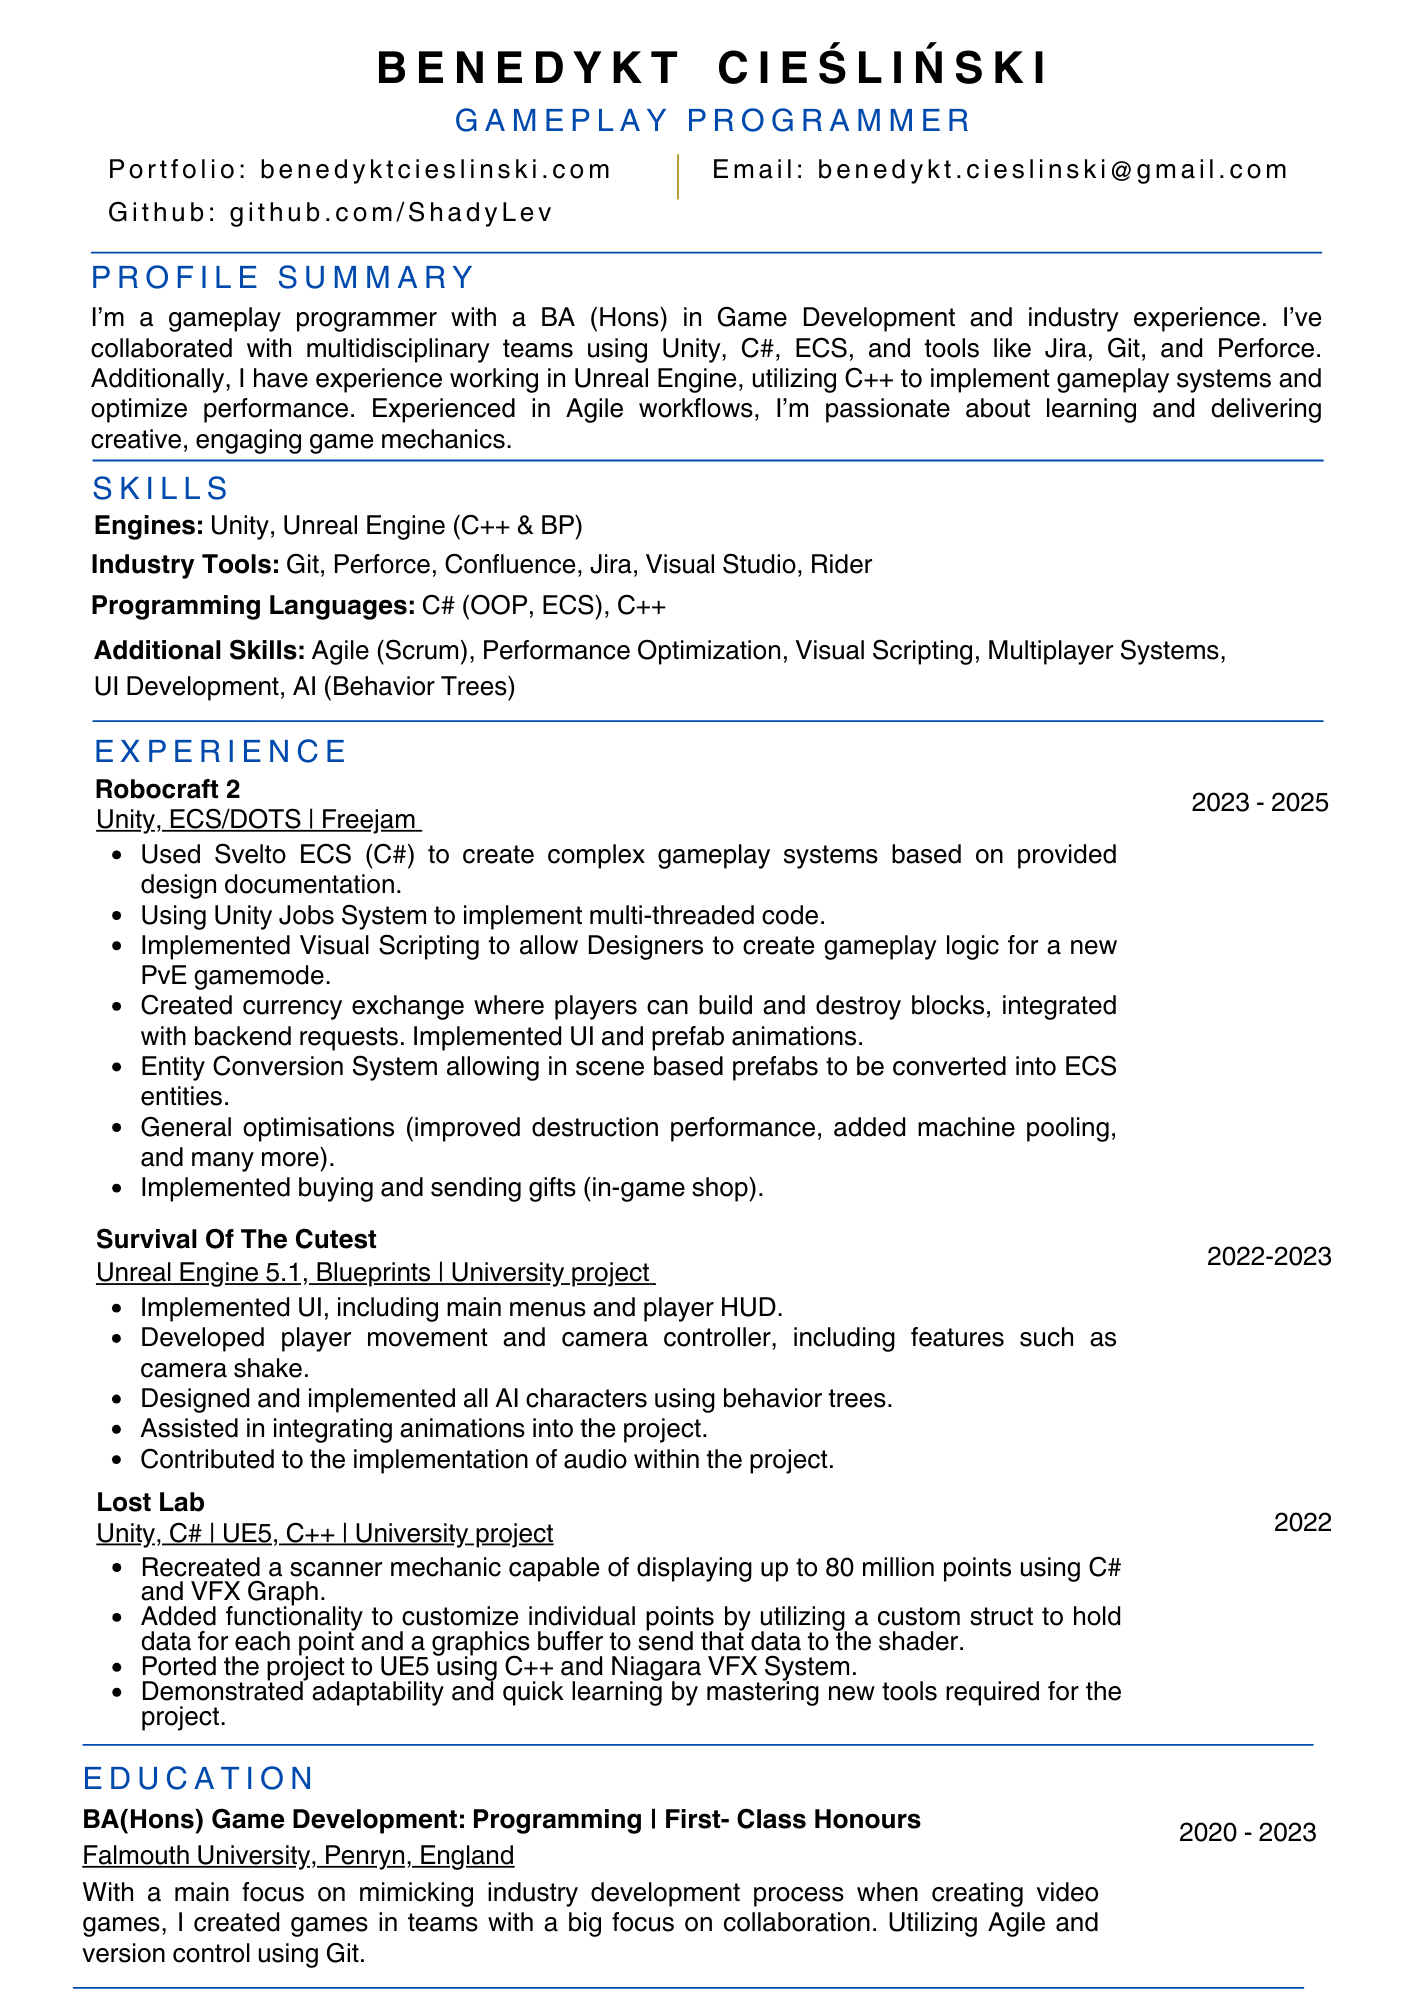 BENEDYKT CIEŚLIŃSKI
GAMEPLAY PROGRAMMER
Portfolio: benedyktcieslinski.com
Email: benedykt.cieslinski@gmail.com
Github: github.com/ShadyLev
PROFILE SUMMARY
I'm a gameplay programmer with a BA (Hons) in Game Development and industry experience. I've
collaborated with multidisciplinary teams using Unity, C#, ECS, and tools like Jira, Git, and Perforce.
Additionally, I have experience working in Unreal Engine, utilizing C++ to implement gameplay systems and
optimize performance. Experienced in Agile workflows, I'm passionate about learning and delivering
creative, engaging game mechanics.
SKILLS
Engines: Unity, Unreal Engine (C++ & BP)
Industry Tools: Git, Perforce, Confluence, Jira, Visual Studio, Rider
Programming Languages: C# (OOP, ECS), C++
Additional Skills: Agile (Scrum), Performance Optimization, Visual Scripting, Multiplayer Systems,
UI Development, AI (Behavior Trees)
EXPERIENCE
Robocraft 2
2023 - 2025
Unity, ECS/DOTS | Freejam
• Used Svelto ECS (C#) to create complex gameplay systems based on provided
design documentation.
• Using Unity Jobs System to implement multi-threaded code.
• Implemented Visual Scripting to allow Designers to create gameplay logic for a new
PvE gamemode.
• Created currency exchange where players can build and destroy blocks, integrated
with backend requests. Implemented UI and prefab animations.
• Entity Conversion System allowing in scene based prefabs to be converted into ECS
entities.
• General optimisations (improved destruction performance, added machine pooling,
and many more).
• Implemented buying and sending gifts (in-game shop).
Survival Of The Cutest
2022-2023
Unreal Engine 5.1, Blueprints | University project
• Implemented UI, including main menus and player HUD.
• Developed player movement and camera controller, including features such as
camera shake.
• Designed and implemented all AI characters using behavior trees.
• Assisted in integrating animations into the project.
• Contributed to the implementation of audio within the project.
Lost Lab
2022
Unity, C# | UE5, C++ | University project
• Recreated a scanner mechanic capable of displaying up to 80 million points using C#
and VFX Graph.
• Added functionality to customize individual points by utilizing a custom struct to hold
data for each point and a graphics buffer to send that data to the shader.
• Ported the project to UE5 using C++ and Niagara VFX System.
• Demonstrated adaptability and quick learning by mastering new tools required for the
project.
EDUCATION
BA(Hons) Game Development: Programming | First- Class Honours
2020 - 2023
Falmouth University, Penryn, England
With a main focus on mimicking industry development process when creating video
games, I created games in teams with a big focus on collaboration. Utilizing Agile and
version control using Git.